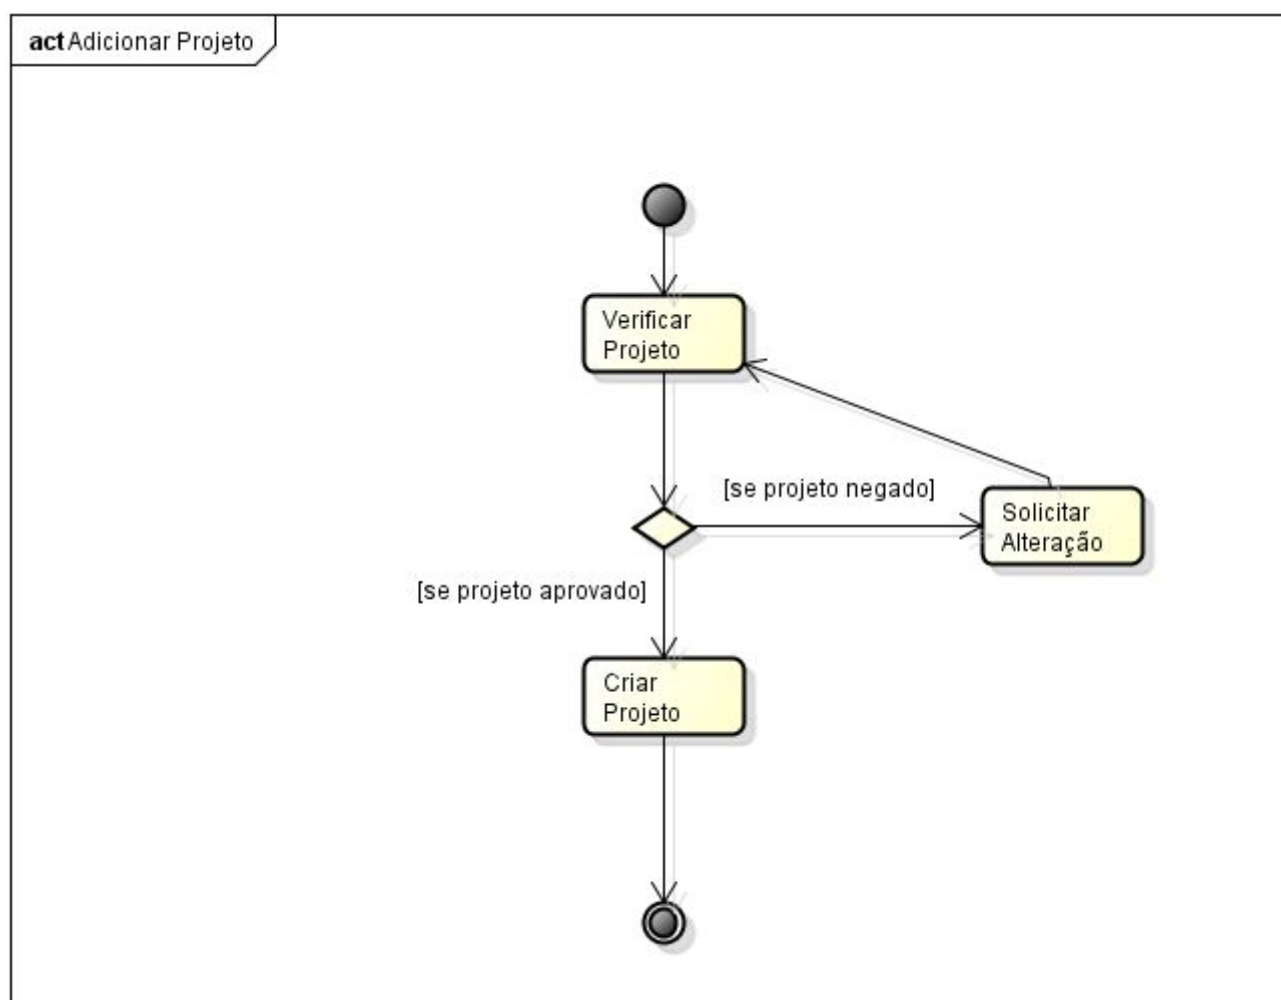 act Adicionar Projeto
Verificar
Projeto
[se projeto negado]
Solicitar
Alteração
[se projeto aprovado]
Criar
Projeto